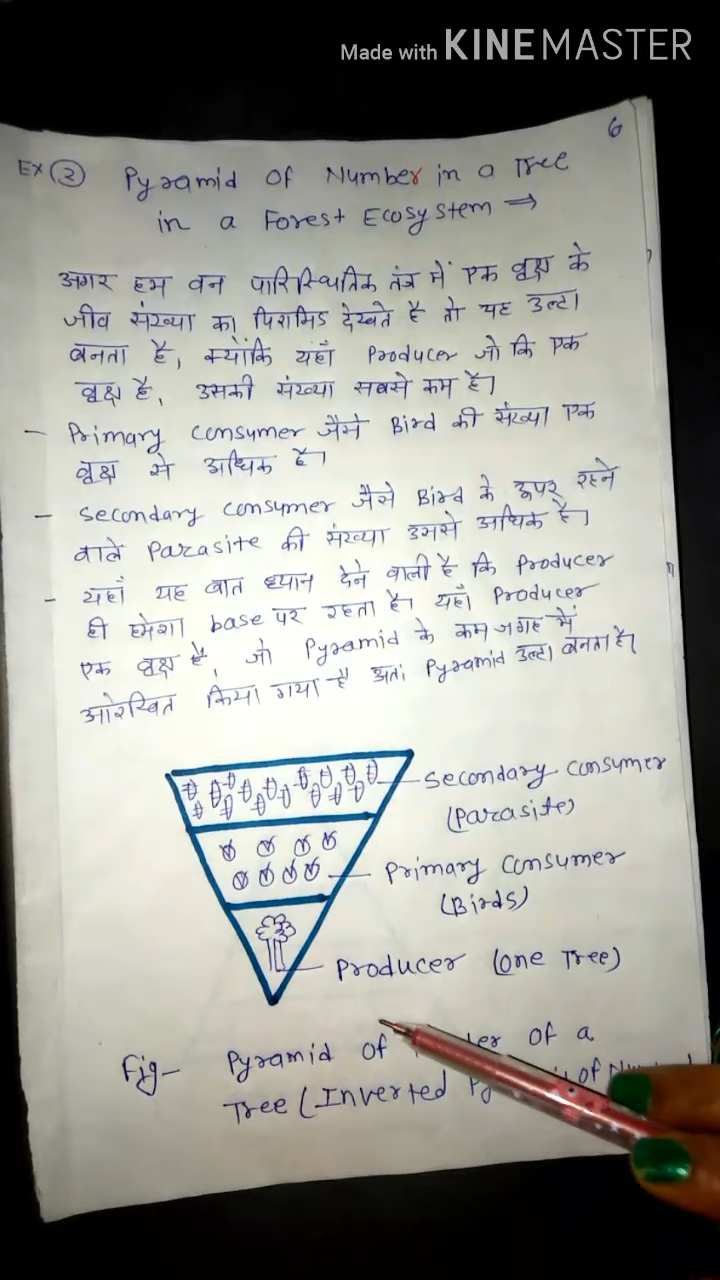 Made with KINEMASTER
6
Ex ② Pyramid of Number in a Tree
in a Forest Ecosystem ⇒
अगर हम वन पारिस्थितिक तंत्र में एक वृक्ष के
जीव संख्या का पिरामिड देखते है तो यह उल्टा
बनता है, क्योंकि यहाँ Producer जो कि एक
वृक्ष है, उसकी संख्या सबसे कम है।
- Primary Consumer जैसे Bird की संख्या एक
वृक्ष से अधिक है।
- Secondary Consumer जैसे Bird के ऊपर रहने
वाले Parasite की संख्या उससे अधिक है।
- यहाँ यह बात ध्यान देने वाली है कि Producer
ही हमेशा base पर रहता है। यहाँ Producer
एक वृक्ष है, जो Pyramid के कम जगह में
आरेखित किया गया है अतः Pyramid उल्टा बनता है।
Secondary Consumer
(Parasite)
Primary Consumer
(Birds)
Producer (One Tree)
Fig- Pyramid of of a
Tree (Inverted of